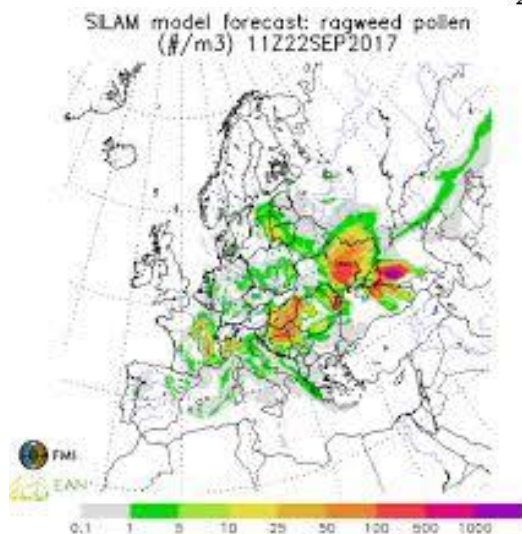 SILAM model forecast: ragweed pollen
(#/m3) 11Z22SEP2017
FMI
EAN
0.1 1 5 10 25 50 100 500 1000